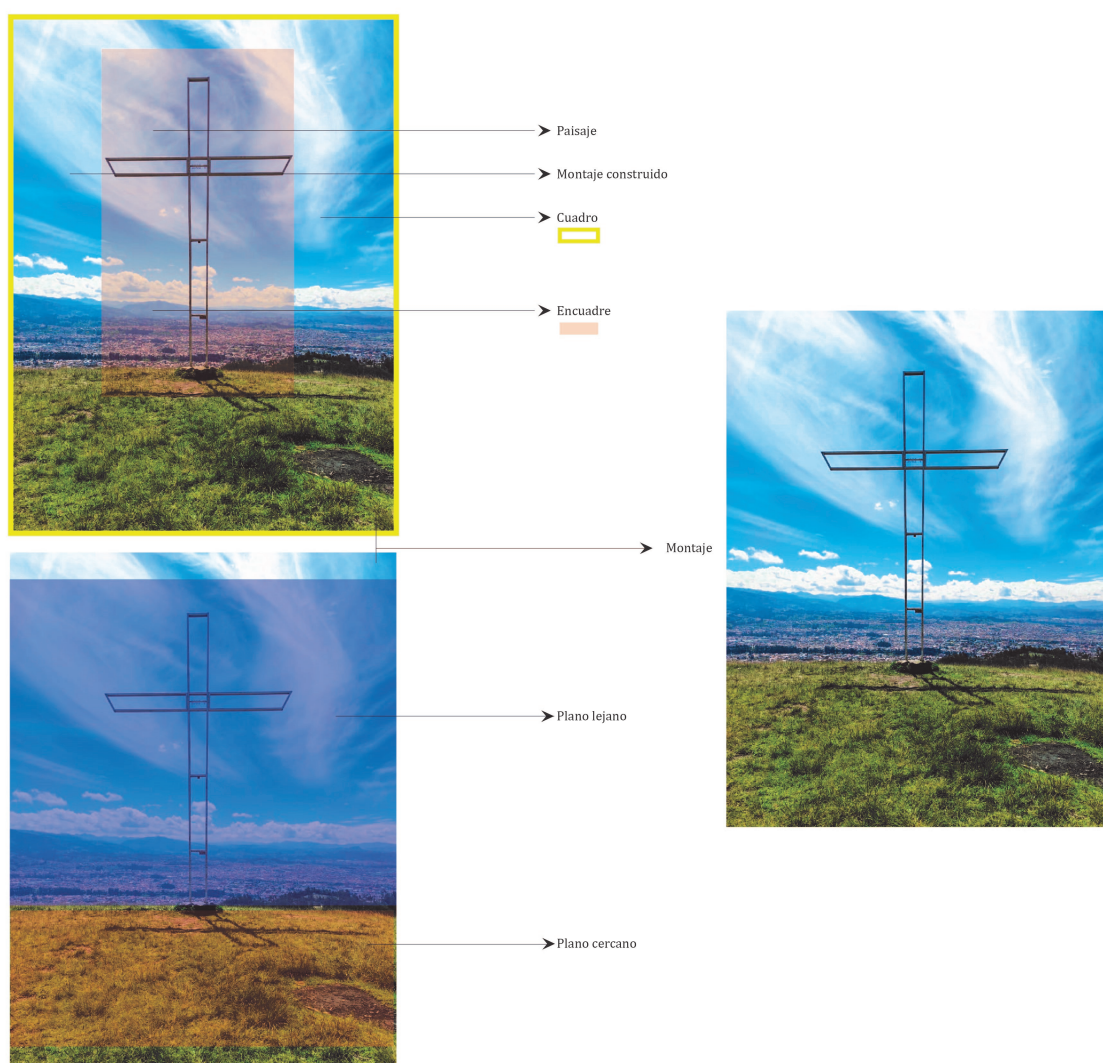 Paisaje
Montaje construido
Cuadro
Encuadre
Montaje
Plano lejano
Plano cercano